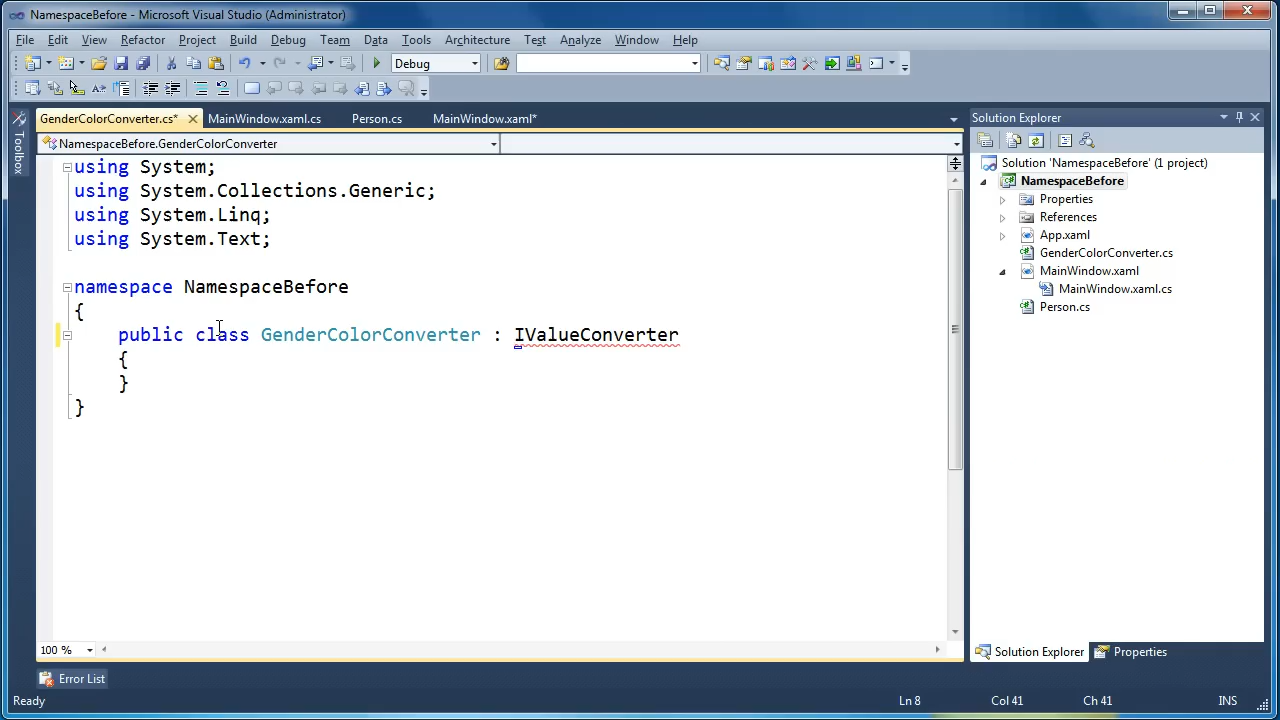 NamespaceBefore - Microsoft Visual Studio (Administrator)
File Edit View Refactor Project Build Debug Team Data Tools Architecture Test Analyze Window Help
Debug
GenderColorConverter.cs* MainWindow.xaml.cs Person.cs MainWindow.xaml*
NamespaceBefore.GenderColorConverter
Toolbox
using System;
using System.Collections.Generic;
using System.Linq;
using System.Text;
namespace NamespaceBefore
{
public class GenderColorConverter : IValueConverter
{
}
}
100 %
Solution Explorer
Solution 'NamespaceBefore' (1 project)
NamespaceBefore
Properties
References
App.xaml
GenderColorConverter.cs
MainWindow.xaml
MainWindow.xaml.cs
Person.cs
Solution Explorer Properties
Error List
Ready Ln 8 Col 41 Ch 41 INS